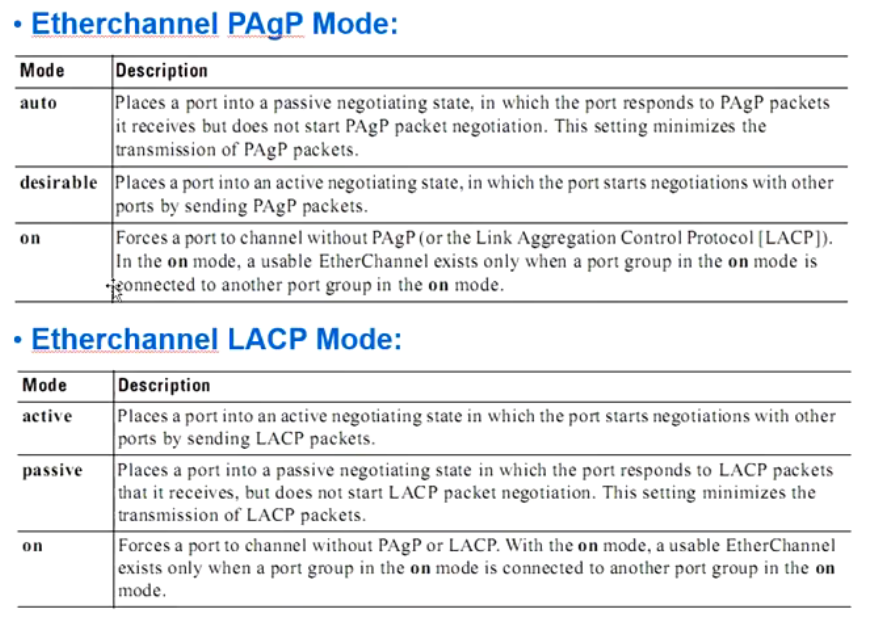 • Etherchannel PAgP Mode:
Mode Description
auto Places a port into a passive negotiating state, in which the port responds to PAgP packets
it receives but does not start PAgP packet negotiation. This setting minimizes the
transmission of PAgP packets.
desirable Places a port into an active negotiating state, in which the port starts negotiations with other
ports by sending PAgP packets.
on Forces a port to channel without PAgP (or the Link Aggregation Control Protocol [LACP]).
In the on mode, a usable EtherChannel exists only when a port group in the on mode is
connected to another port group in the on mode.
• Etherchannel LACP Mode:
Mode Description
active Places a port into an active negotiating state in which the port starts negotiations with other
ports by sending LACP packets.
passive Places a port into a passive negotiating state in which the port responds to LACP packets
that it receives, but does not start LACP packet negotiation. This setting minimizes the
transmission of LACP packets.
on Forces a port to channel without PAgP or LACP. With the on mode, a usable EtherChannel
exists only when a port group in the on mode is connected to another port group in the on
mode.